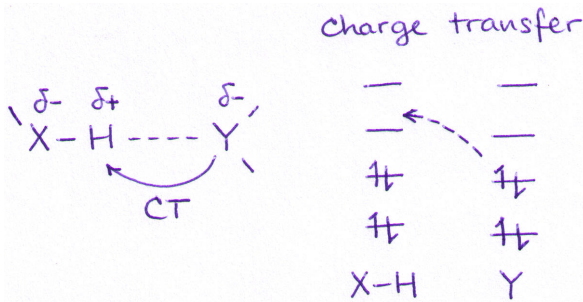 Charge transfer
δ- δ+ δ-
X-H----Y
CT
X-H Y